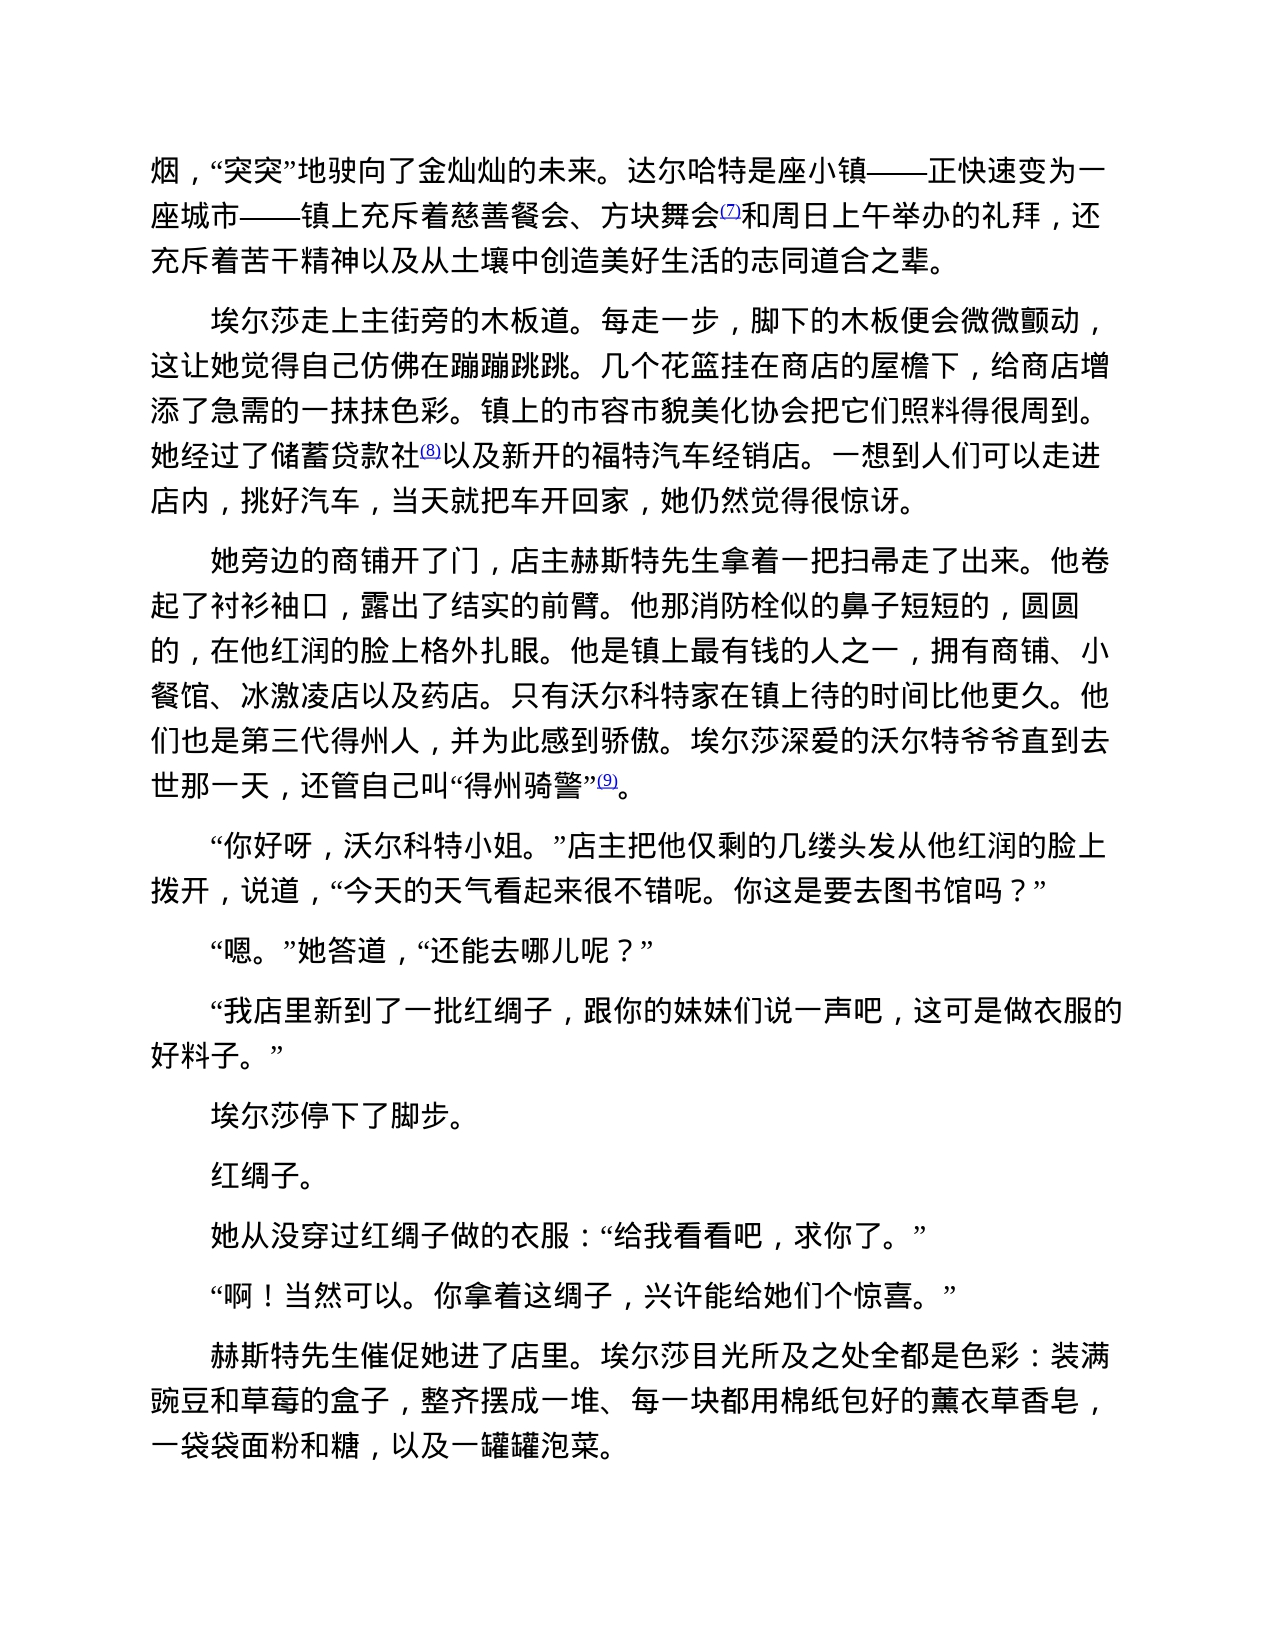 烟，“突突”地驶向了金灿灿的未来。达尔哈特是座小镇——正快速变为一
座城市——镇上充斥着慈善餐会、方块舞会(7)和周日上午举办的礼拜，还
充斥着苦干精神以及从土壤中创造美好生活的志同道合之辈。
埃尔莎走上主街旁的木板道。每走一步，脚下的木板便会微微颤动，
这让她觉得自己仿佛在蹦蹦跳跳。几个花篮挂在商店的屋檐下，给商店增
添了急需的一抹抹色彩。镇上的市容市貌美化协会把它们照料得很周到。
她经过了储蓄贷款社(8)以及新开的福特汽车经销店。一想到人们可以走进
店内，挑好汽车，当天就把车开回家，她仍然觉得很惊讶。
她旁边的商铺开了门，店主赫斯特先生拿着一把扫帚走了出来。他卷
起了衬衫袖口，露出了结实的前臂。他那消防栓似的鼻子短短的，圆圆
的，在他红润的脸上格外扎眼。他是镇上最有钱的人之一，拥有商铺、小
餐馆、冰激凌店以及药店。只有沃尔科特家在镇上待的时间比他更久。他
们也是第三代得州人，并为此感到骄傲。埃尔莎深爱的沃尔特爷爷直到去
世那一天，还管自己叫“得州骑警”(9)。
“你好呀，沃尔科特小姐。”店主把他仅剩的几缕头发从他红润的脸上
拨开，说道，“今天的天气看起来很不错呢。你这是要去图书馆吗？”
“嗯。”她答道，“还能去哪儿呢？”
“我店里新到了一批红绸子，跟你的妹妹们说一声吧，这可是做衣服的
好料子。”
埃尔莎停下了脚步。
红绸子。
她从没穿过红绸子做的衣服：“给我看看吧，求你了。”
“啊！当然可以。你拿着这绸子，兴许能给她们个惊喜。”
赫斯特先生催促她进了店里。埃尔莎目光所及之处全都是色彩：装满
豌豆和草莓的盒子，整齐摆成一堆、每一块都用棉纸包好的薰衣草香皂，
一袋袋面粉和糖，以及一罐罐泡菜。